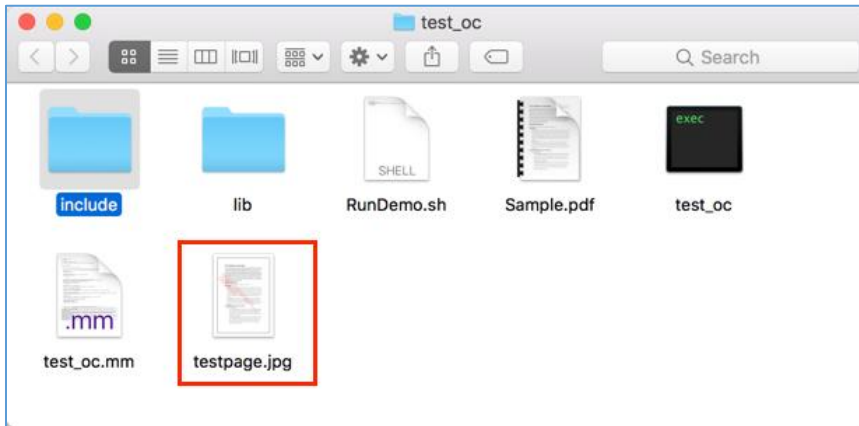 test_oc
Search
SHELL
exec
include
lib
RunDemo.sh
Sample.pdf
test_oc
.mm
test_oc.mm
testpage.jpg